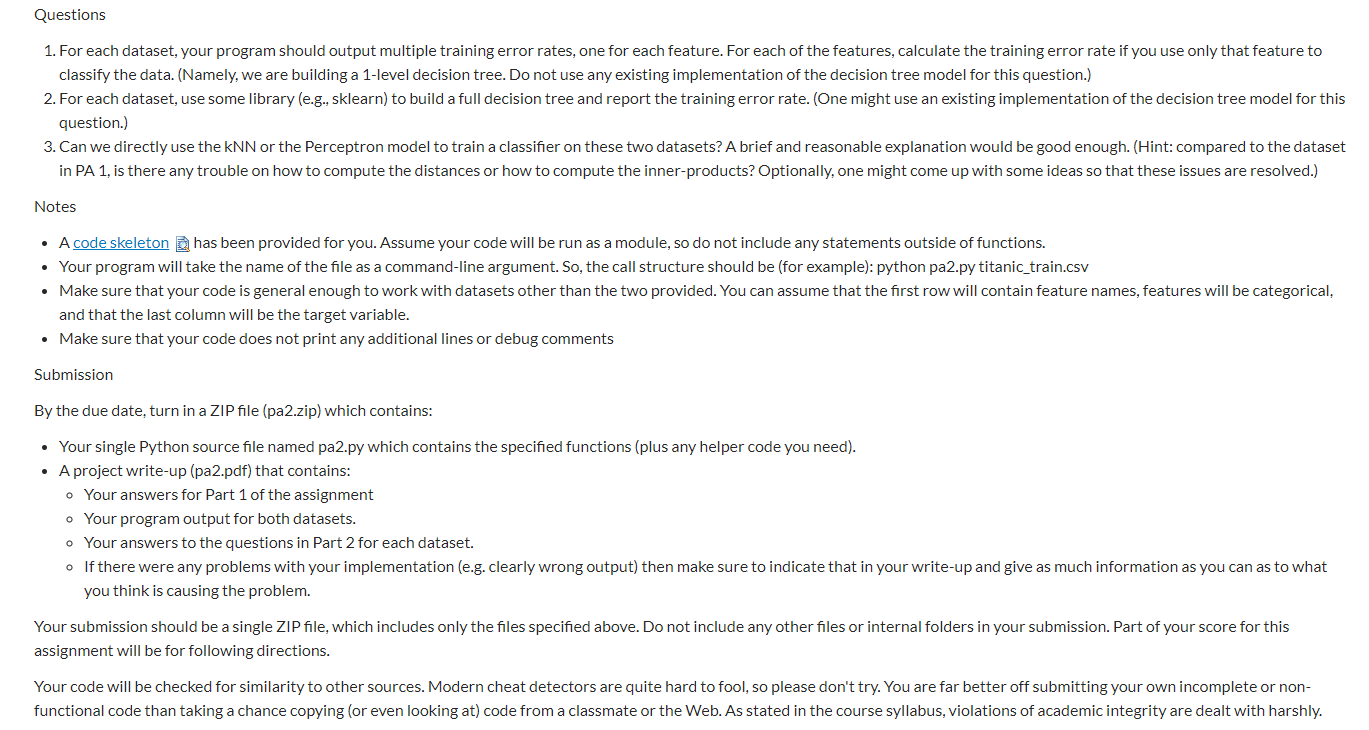 Questions
1. For each dataset, your program should output multiple training error rates, one for each feature. For each of the features, calculate the training error rate if you use only that feature to
classify the data. (Namely, we are building a 1-level decision tree. Do not use any existing implementation of the decision tree model for this question.)
2. For each dataset, use some library (e.g., sklearn) to build a full decision tree and report the training error rate. (One might use an existing implementation of the decision tree model for this
question.)
3. Can we directly use the kNN or the Perceptron model to train a classifier on these two datasets? A brief and reasonable explanation would be good enough. (Hint: compared to the dataset
in PA 1, is there any trouble on how to compute the distances or how to compute the inner-products? Optionally, one might come up with some ideas so that these issues are resolved.)
Notes
• A code skeleton has been provided for you. Assume your code will be run as a module, so do not include any statements outside of functions.
• Your program will take the name of the file as a command-line argument. So, the call structure should be (for example): python pa2.py titanic_train.csv
• Make sure that your code is general enough to work with datasets other than the two provided. You can assume that the first row will contain feature names, features will be categorical,
and that the last column will be the target variable.
• Make sure that your code does not print any additional lines or debug comments
Submission
By the due date, turn in a ZIP file (pa2.zip) which contains:
• Your single Python source file named pa2.py which contains the specified functions (plus any helper code you need).
• A project write-up (pa2.pdf) that contains:
◦ Your answers for Part 1 of the assignment
◦ Your program output for both datasets.
◦ Your answers to the questions in Part 2 for each dataset.
◦ If there were any problems with your implementation (e.g. clearly wrong output) then make sure to indicate that in your write-up and give as much information as you can as to what
you think is causing the problem.
Your submission should be a single ZIP file, which includes only the files specified above. Do not include any other files or internal folders in your submission. Part of your score for this
assignment will be for following directions.
Your code will be checked for similarity to other sources. Modern cheat detectors are quite hard to fool, so please don't try. You are far better off submitting your own incomplete or non-
functional code than taking a chance copying (or even looking at) code from a classmate or the Web. As stated in the course syllabus, violations of academic integrity are dealt with harshly.